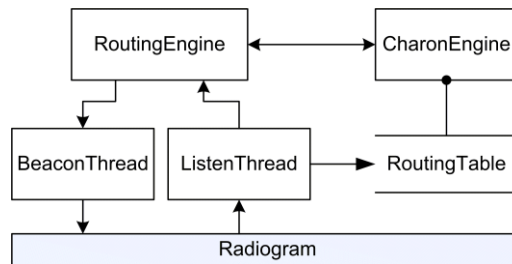 RoutingEngine
CharonEngine
BeaconThread
ListenThread
RoutingTable
Radiogram